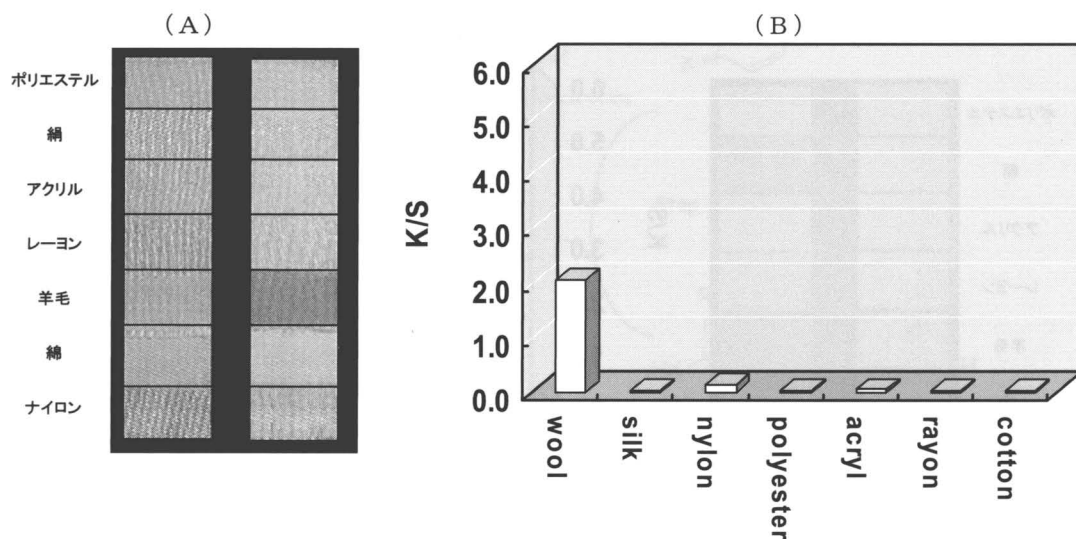 (A)
ポリエステル
絹
アクリル
レーヨン
羊毛
綿
ナイロン
(B)
K/S
6.0
5.0
4.0
3.0
2.0
1.0
0.0
wool
silk
nylon
polyester
acryl
rayon
cotton